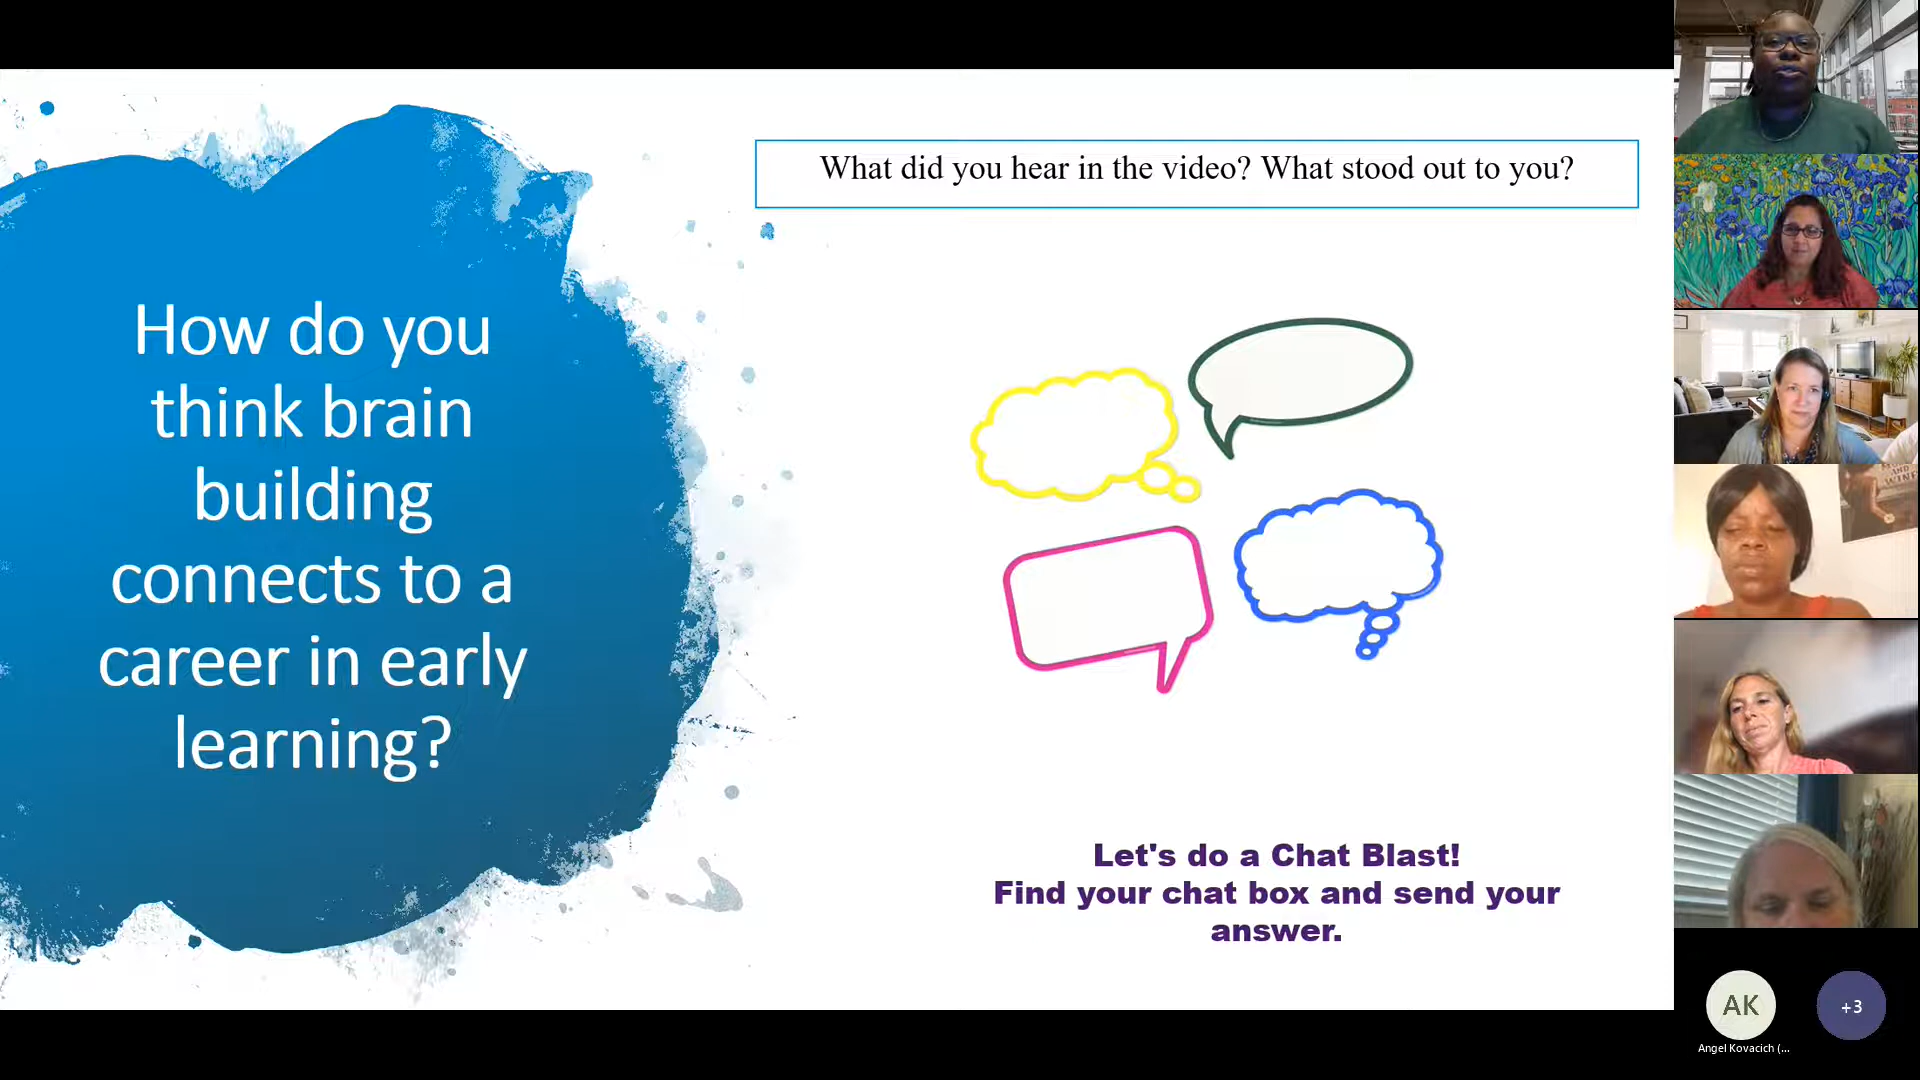 How do you
think brain
building
connects to a
career in early
learning?
What did you hear in the video? What stood out to you?
Let's do a Chat Blast!
Find your chat box and send your
answer.
WINE
AK
+3
Angel Kovacich (...